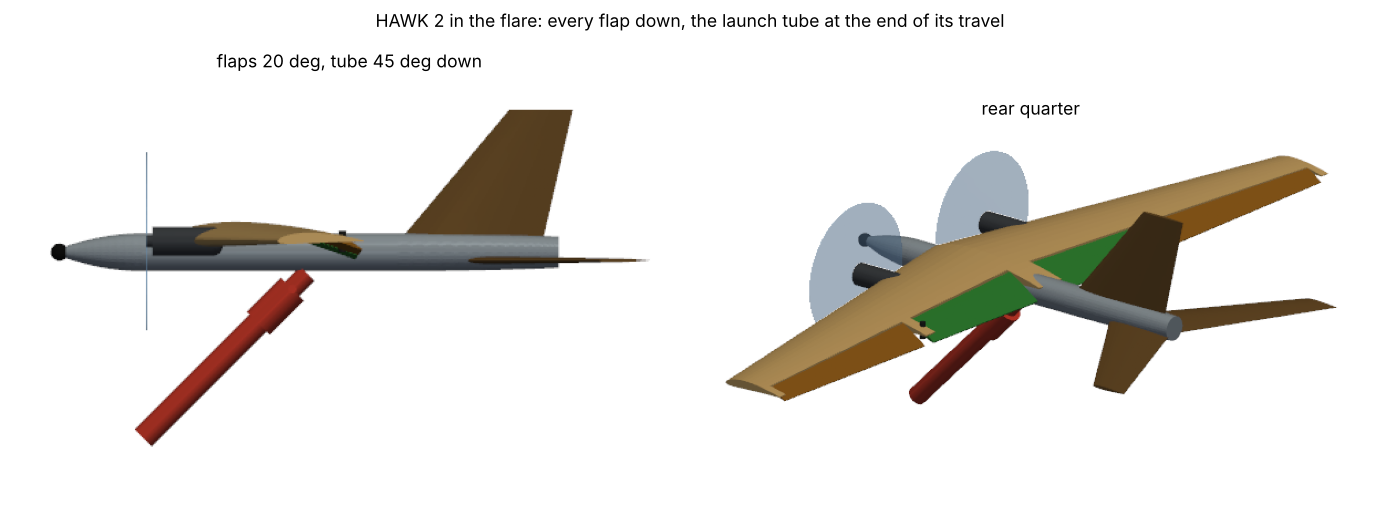 HAWK 2 in the flare: every flap down, the launch tube at the end of its travel
flaps 20 deg, tube 45 deg down
rear quarter